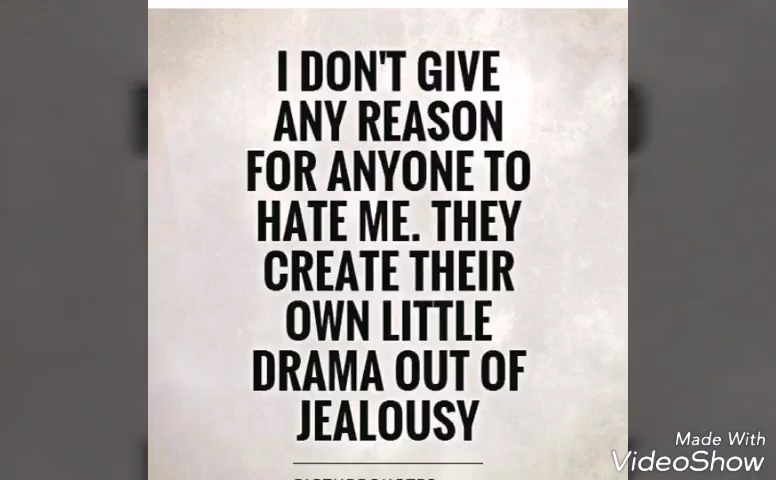 I DON'T GIVE
ANY REASON
FOR ANYONE TO
HATE ME. THEY
CREATE THEIR
OWN LITTLE
DRAMA OUT OF
JEALOUSY
Made With
VideoShow